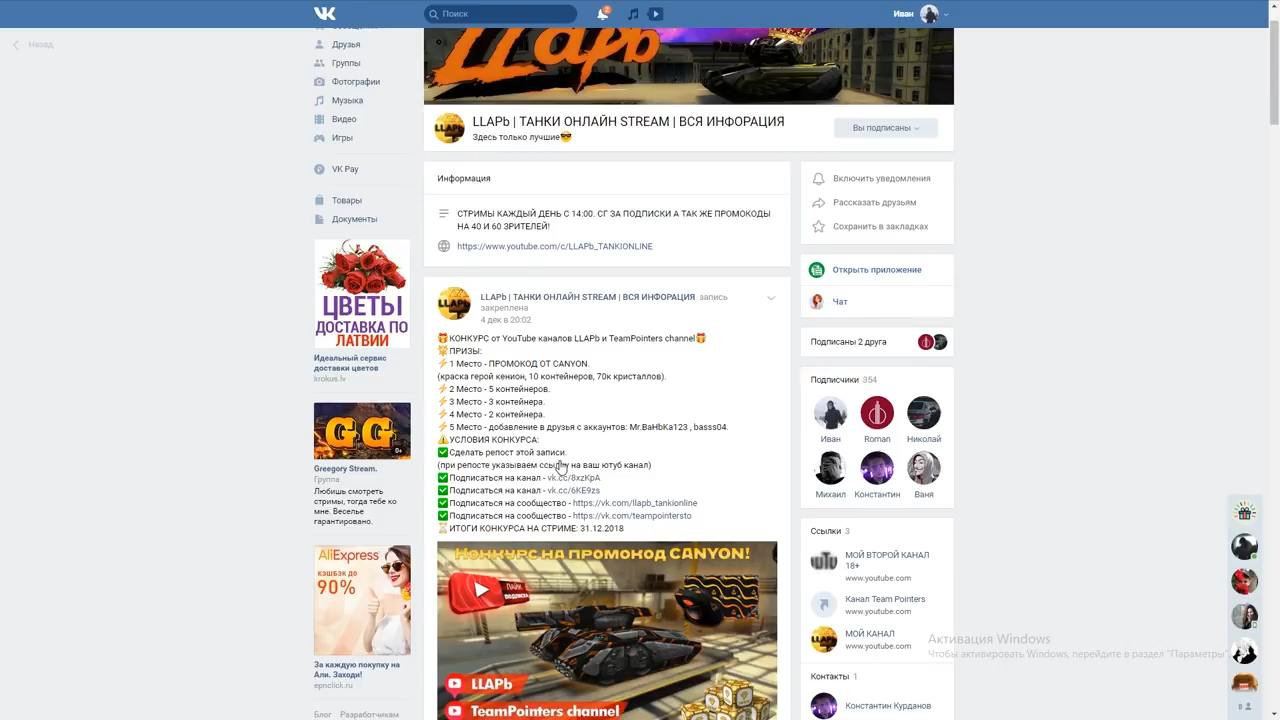 Поиск
2
Иван
Назад
Друзья
Группы
Фотографии
Музыка
Видео
Игры
VK Pay
Товары
Документы
ЦВЕТЫ
ДОСТАВКА ПО
ЛАТВИИ
Идеальный сервис
доставки цветов
krokus.lv
GG
0+
Greegory Stream.
Группа
Любишь смотреть
стримы, тогда тебе ко
мне. Веселье
гарантировано.
AliExpress
КЭШБЭК ДО
90%
За каждую покупку на
Али. Заходи!
epnclick.ru
Блог Разработчикам
LLAPb
LLAPb | ТАНКИ ОНЛАЙН STREAM | ВСЯ ИНФОРАЦИЯ
Здесь только лучшие😎
Вы подписаны
Информация
СТРИМЫ КАЖДЫЙ ДЕНЬ С 14:00. СГ ЗА ПОДПИСКИ А ТАК ЖЕ ПРОМОКОДЫ
НА 40 И 60 ЗРИТЕЛЕЙ!
https://www.youtube.com/c/LLAPb_TANKIONLINE
LLAPb | ТАНКИ ОНЛАЙН STREAM | ВСЯ ИНФОРАЦИЯ запись
закреплена
4 дек в 20:02
🎁КОНКУРС от YouTube каналов LLAPb и TeamPointers channel🎁
ПРИЗЫ:
⚡1 Место - ПРОМОКОД ОТ CANYON.
(краска герой кенион, 10 контейнеров, 70к кристаллов).
⚡2 Место - 5 контейнеров.
⚡3 Место - 3 контейнера.
⚡4 Место - 2 контейнера.
⚡5 Место - добавление в друзья с аккаунтов: Mr.BaHbKa123 , basss04.
⚠УСЛОВИЯ КОНКУРСА:
✅Сделать репост этой записи.
(при репосте указываем ссылку на ваш ютуб канал)
✅Подписаться на канал - vk.cc/8xzKpA
✅Подписаться на канал - vk.cc/6KE9zs
✅Подписаться на сообщество - https://vk.com/llapb_tankionline
✅Подписаться на сообщество - https://vk.com/teampointersto
⏳ИТОГИ КОНКУРСА НА СТРИМЕ: 31.12.2018
КОНКУРС НА ПРОМОКОД CANYON!
ЛАЙК
ПОДПИСКА
LLAPb
TeamPointers channel
Включить уведомления
Рассказать друзьям
Сохранить в закладках
Открыть приложение
Чат
Подписаны 2 друга
Подписчики 354
Иван Roman Николай
Михаил Константин Ваня
Ссылки 3
МОЙ ВТОРОЙ КАНАЛ
18+
www.youtube.com
Канал Team Pointers
www.youtube.com
МОЙ КАНАЛ
www.youtube.com
Контакты 1
Константин Курданов
Активация Windows
Чтобы активировать Windows, перейдите в раздел "Параметры".
8